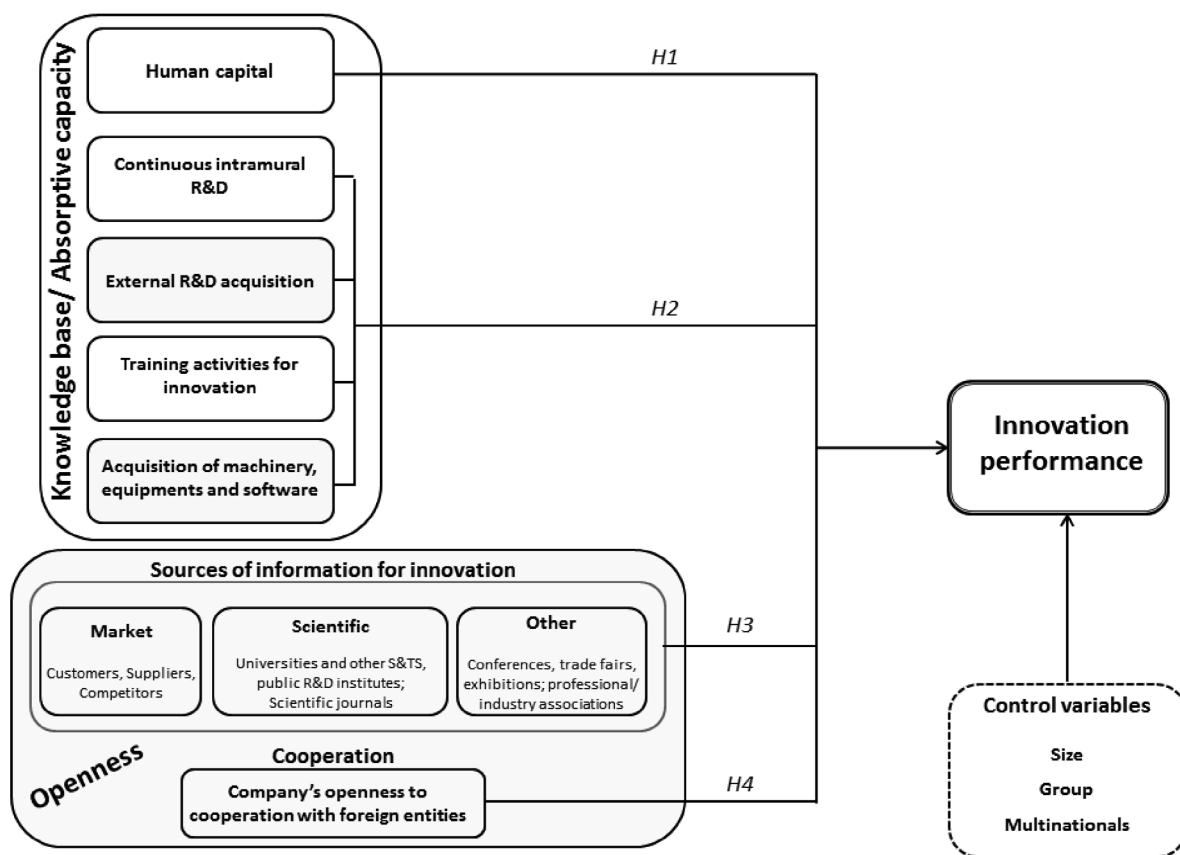 Knowledge base/ Absorptive capacity
Human capital
Continuous intramural
R&D
External R&D acquisition
Training activities for
innovation
Acquisition of machinery,
equipments and software
H1
H2
Innovation
performance
Sources of information for innovation
Market
Customers, Suppliers,
Competitors
Scientific
Universities and other S&TS,
public R&D institutes;
Scientific journals
Other
Conferences, trade fairs,
exhibitions; professional/
industry associations
H3
Openness
Cooperation
Company's openness to
cooperation with foreign entities
H4
Control variables
Size
Group
Multinationals